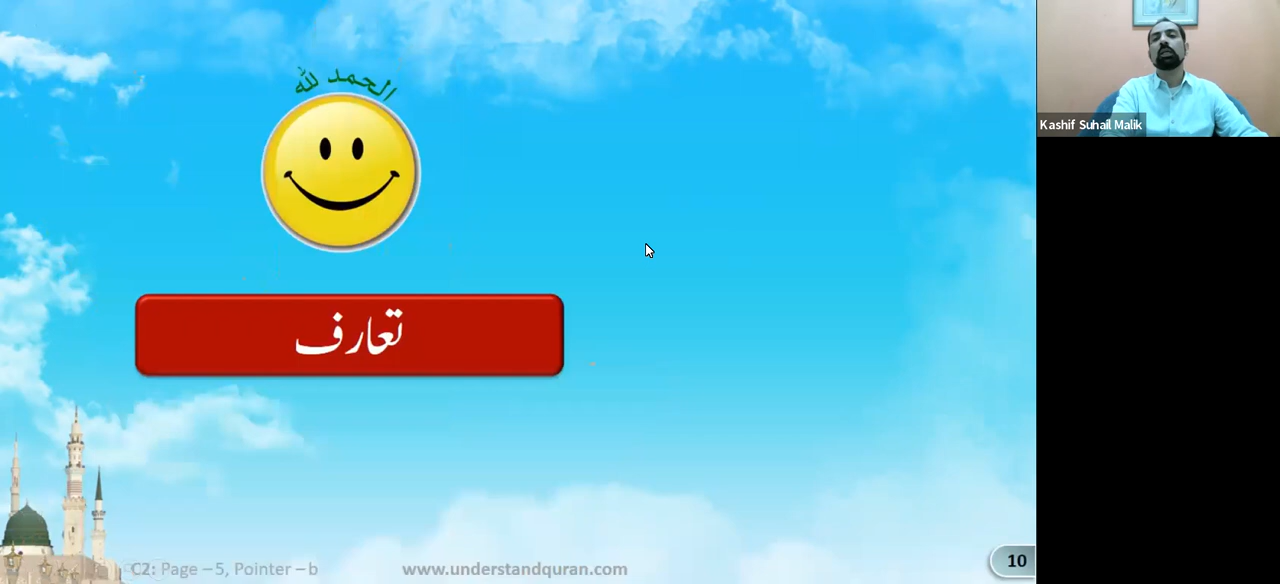 الحمد لله
تعارف
C2: Page – 5, Pointer – b
www.understandquran.com
10
Kashif Suhail Malik